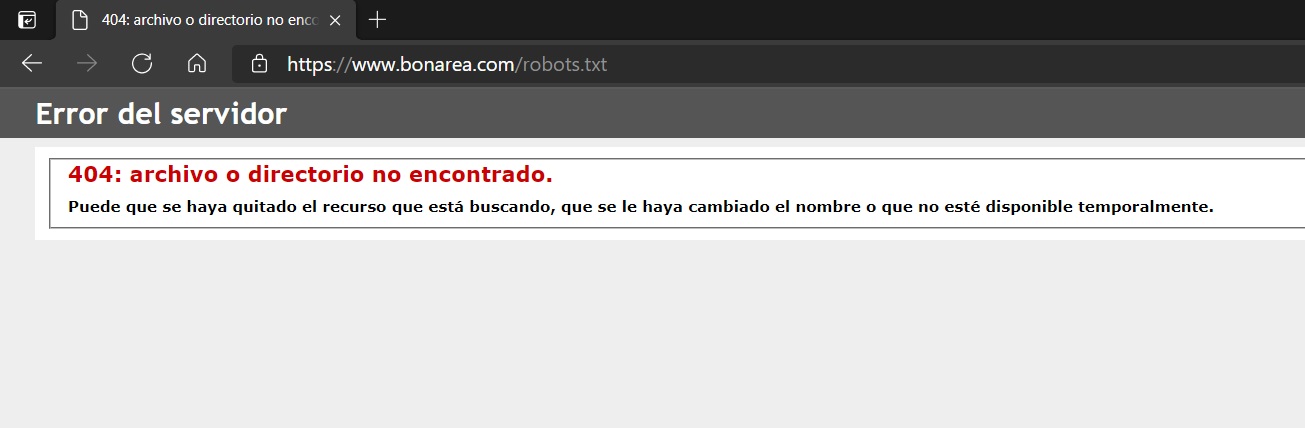 404: archivo o directorio no enc
https://www.bonarea.com/robots.txt
Error del servidor
404: archivo o directorio no encontrado.
Puede que se haya quitado el recurso que está buscando, que se le haya cambiado el nombre o que no esté disponible temporalmente.